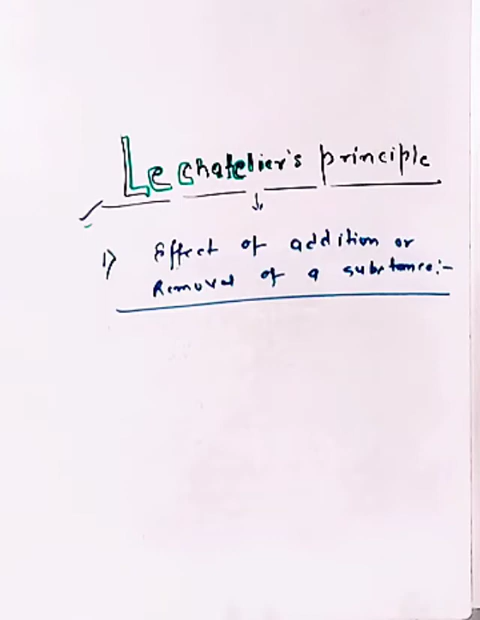 Le chatelier's principle
1) Effect of addition or
Removal of a substance:-